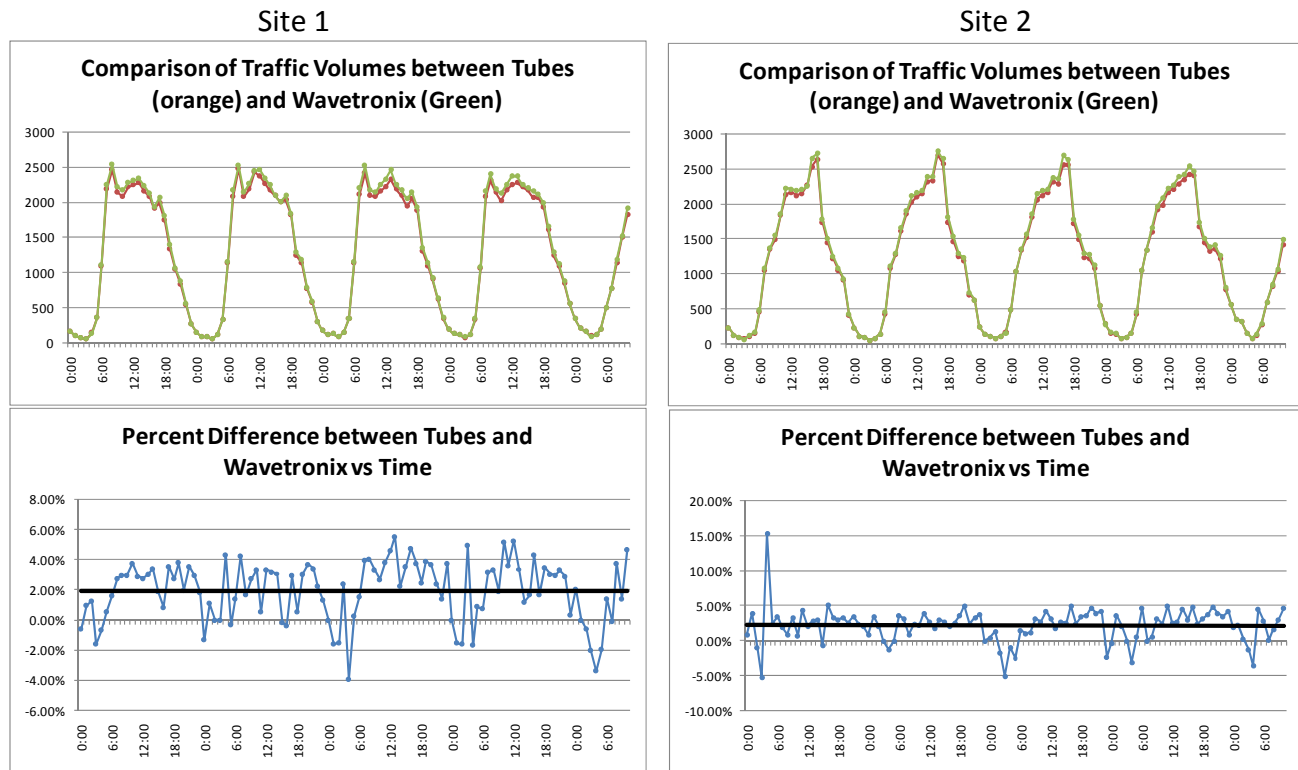 Site 1
Comparison of Traffic Volumes between Tubes
(orange) and Wavetronix (Green)
3000
2500
2000
1500
1000
500
0
0:00 6:00 12:00 18:00 0:00 6:00 12:00 18:00 0:00 6:00 12:00 18:00 0:00 6:00 12:00 18:00 0:00 6:00
Percent Difference between Tubes and
Wavetronix vs Time
8.00%
6.00%
4.00%
2.00%
0.00%
-2.00%
-4.00%
-6.00%
0:00 6:00 12:00 18:00 0:00 6:00 12:00 18:00 0:00 6:00 12:00 18:00 0:00 6:00 12:00 18:00 0:00 6:00
Site 2
Comparison of Traffic Volumes between Tubes
(orange) and Wavetronix (Green)
3000
2500
2000
1500
1000
500
0
0:00 6:00 12:00 18:00 0:00 6:00 12:00 18:00 0:00 6:00 12:00 18:00 0:00 6:00 12:00 18:00 0:00 6:00
Percent Difference between Tubes and
Wavetronix vs Time
20.00%
15.00%
10.00%
5.00%
0.00%
-5.00%
-10.00%
0:00 6:00 12:00 18:00 0:00 6:00 12:00 18:00 0:00 6:00 12:00 18:00 0:00 6:00 12:00 18:00 0:00 6:00